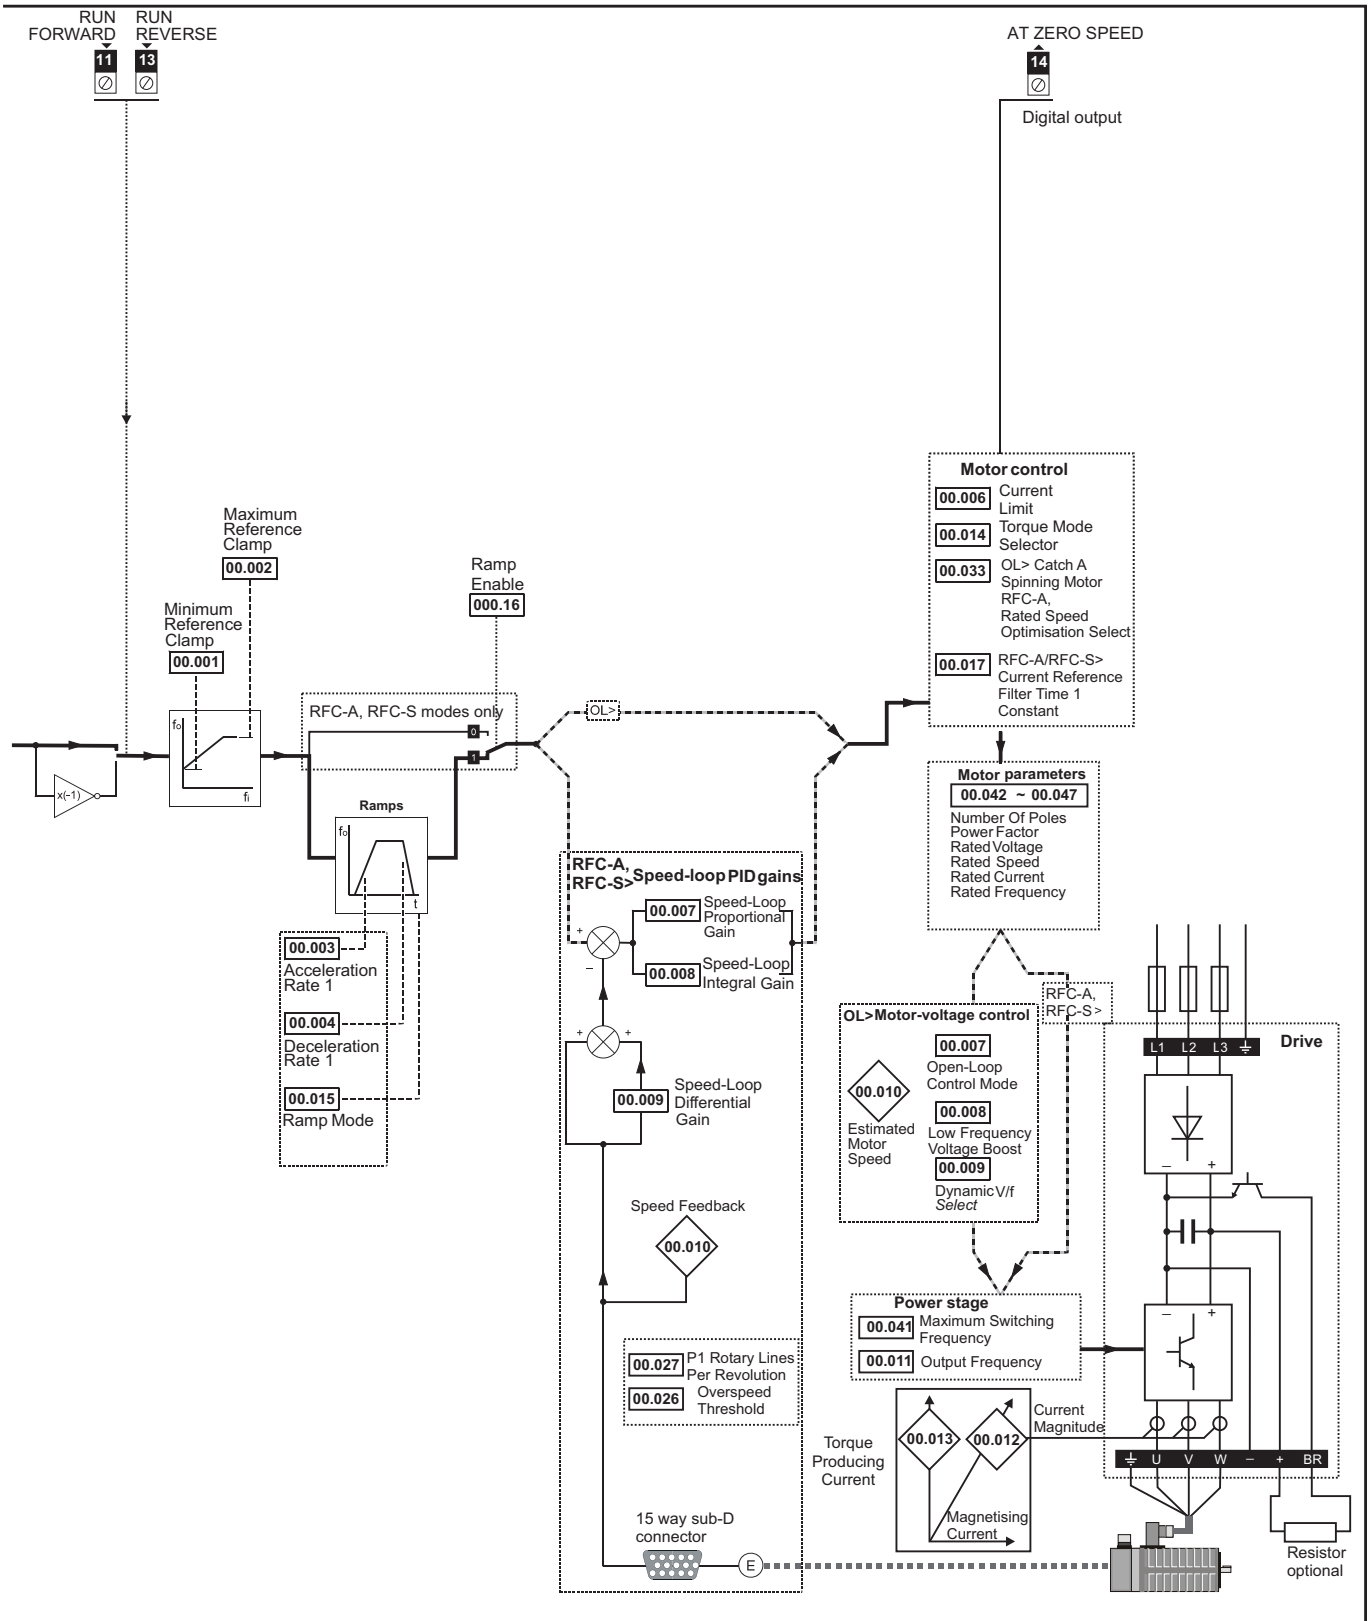 RUN
FORWARD
RUN
REVERSE
11
13
AT ZERO SPEED
14
Digital output
Maximum
Reference
Clamp
00.002
Minimum
Reference
Clamp
00.001
Ramp
Enable
000.16
fo
fi
x(-1)
RFC-A, RFC-S modes only
0
1
OL>
Ramps
fo
t
00.003
Acceleration
Rate 1
00.004
Deceleration
Rate 1
00.015
Ramp Mode
RFC-A,
RFC-S>
Speed-loop PID gains
+
–
00.007
Speed-Loop
Proportional
Gain
00.008
Speed-Loop
Integral Gain
+
+
00.009
Speed-Loop
Differential
Gain
Speed Feedback
00.010
00.027
P1 Rotary Lines
Per Revolution
00.026
Overspeed
Threshold
15 way sub-D
connector
E
Motor control
00.006
Current
Limit
00.014
Torque Mode
Selector
00.033
OL> Catch A
Spinning Motor
RFC-A,
Rated Speed
Optimisation Select
00.017
RFC-A/RFC-S>
Current Reference
Filter Time 1
Constant
Motor parameters
00.042 ~ 00.047
Number Of Poles
Power Factor
Rated Voltage
Rated Speed
Rated Current
Rated Frequency
RFC-A,
RFC-S >
OL> Motor-voltage control
00.007
Open-Loop
Control Mode
00.010
Estimated
Motor
Speed
00.008
Low Frequency
Voltage Boost
00.009
Dynamic V/f
Select
Power stage
00.041
Maximum Switching
Frequency
00.011
Output Frequency
00.013
00.012
Current
Magnitude
Torque
Producing
Current
Magnetising
Current
Drive
L1 L2 L3
– +
– +
U V W – + BR
Resistor
optional